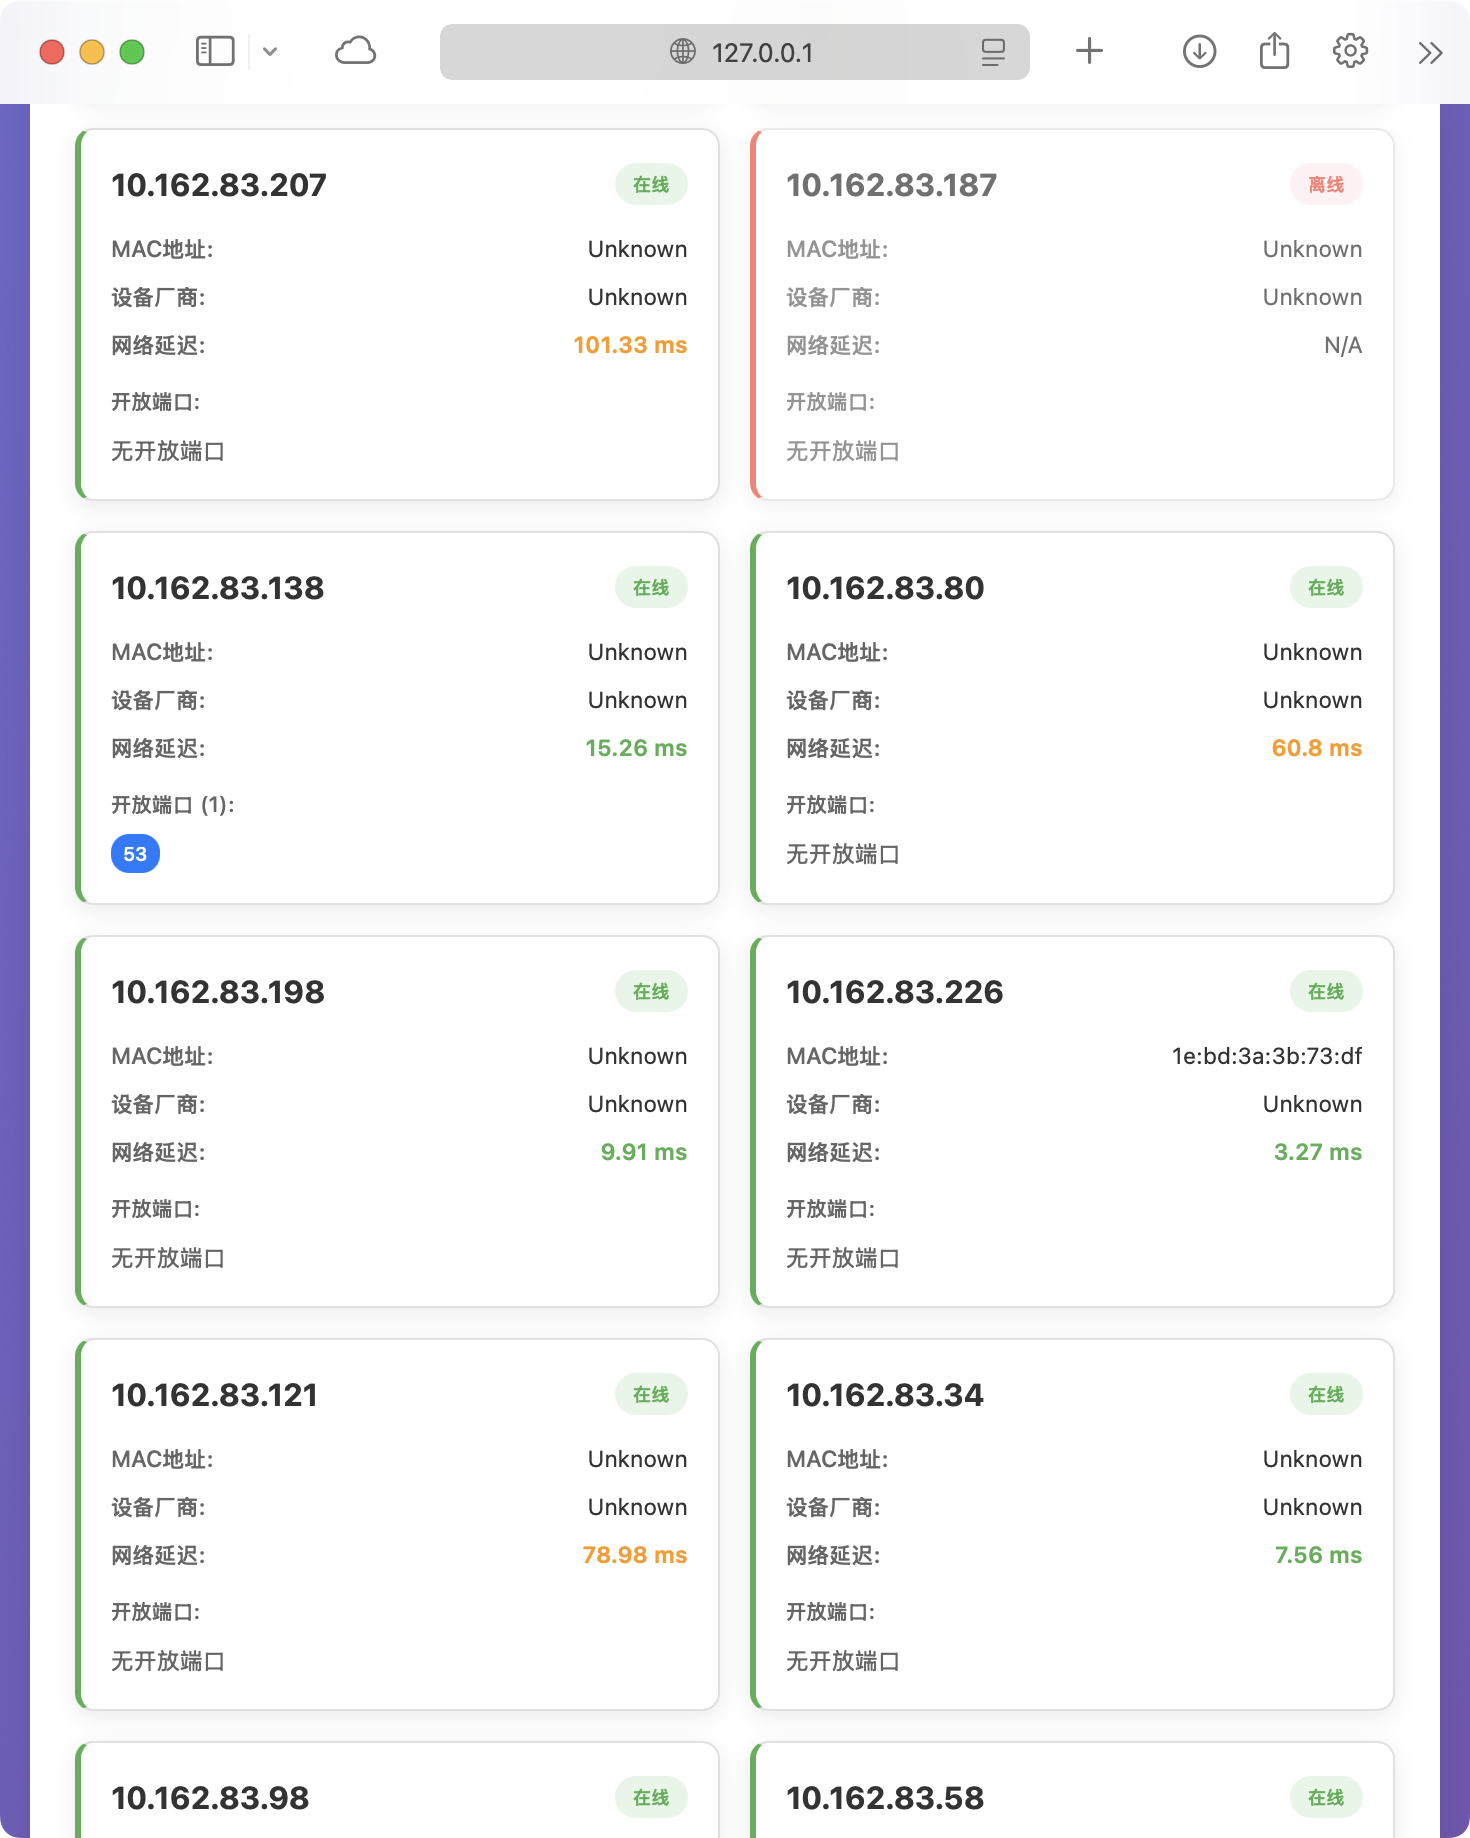 127.0.0.1
10.162.83.207 在线
MAC地址: Unknown
设备厂商: Unknown
网络延迟: 101.33 ms
开放端口:
无开放端口
10.162.83.187 离线
MAC地址: Unknown
设备厂商: Unknown
网络延迟: N/A
开放端口:
无开放端口
10.162.83.138 在线
MAC地址: Unknown
设备厂商: Unknown
网络延迟: 15.26 ms
开放端口 (1):
53
10.162.83.80 在线
MAC地址: Unknown
设备厂商: Unknown
网络延迟: 60.8 ms
开放端口:
无开放端口
10.162.83.198 在线
MAC地址: Unknown
设备厂商: Unknown
网络延迟: 9.91 ms
开放端口:
无开放端口
10.162.83.226 在线
MAC地址: 1e:bd:3a:3b:73:df
设备厂商: Unknown
网络延迟: 3.27 ms
开放端口:
无开放端口
10.162.83.121 在线
MAC地址: Unknown
设备厂商: Unknown
网络延迟: 78.98 ms
开放端口:
无开放端口
10.162.83.34 在线
MAC地址: Unknown
设备厂商: Unknown
网络延迟: 7.56 ms
开放端口:
无开放端口
10.162.83.98 在线
10.162.83.58 在线